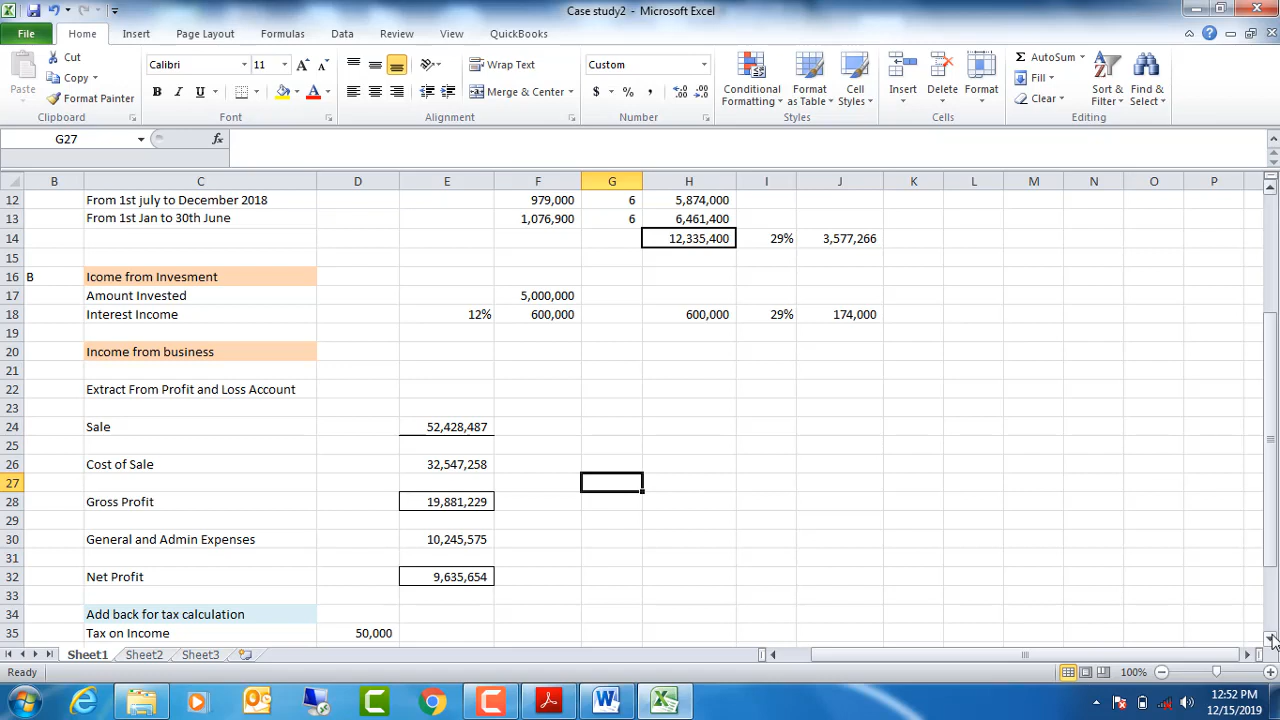 Case study2 - Microsoft Excel
File Home Insert Page Layout Formulas Data Review View QuickBooks
Cut
Copy
Format Painter
Paste
Clipboard
Calibri 11
Font
Wrap Text
Merge & Center
Alignment
Custom
Number
Conditional Formatting
Format as Table
Cell Styles
Styles
Insert Delete Format
Cells
AutoSum
Fill
Clear
Sort & Filter
Find & Select
Editing
G27 fx
B C D E F G H I J K L M N O P
12 From 1st july to December 2018 979,000 6 5,874,000
13 From 1st Jan to 30th June 1,076,900 6 6,461,400
14 12,335,400 29% 3,577,266
15
16 B Icome from Invesment
17 Amount Invested 5,000,000
18 Interest Income 12% 600,000 600,000 29% 174,000
19
20 Income from business
21
22 Extract From Profit and Loss Account
23
24 Sale 52,428,487
25
26 Cost of Sale 32,547,258
27
28 Gross Profit 19,881,229
29
30 General and Admin Expenses 10,245,575
31
32 Net Profit 9,635,654
33
34 Add back for tax calculation
35 Tax on Income 50,000
Sheet1 Sheet2 Sheet3
Ready 100%
12:52 PM
12/15/2019